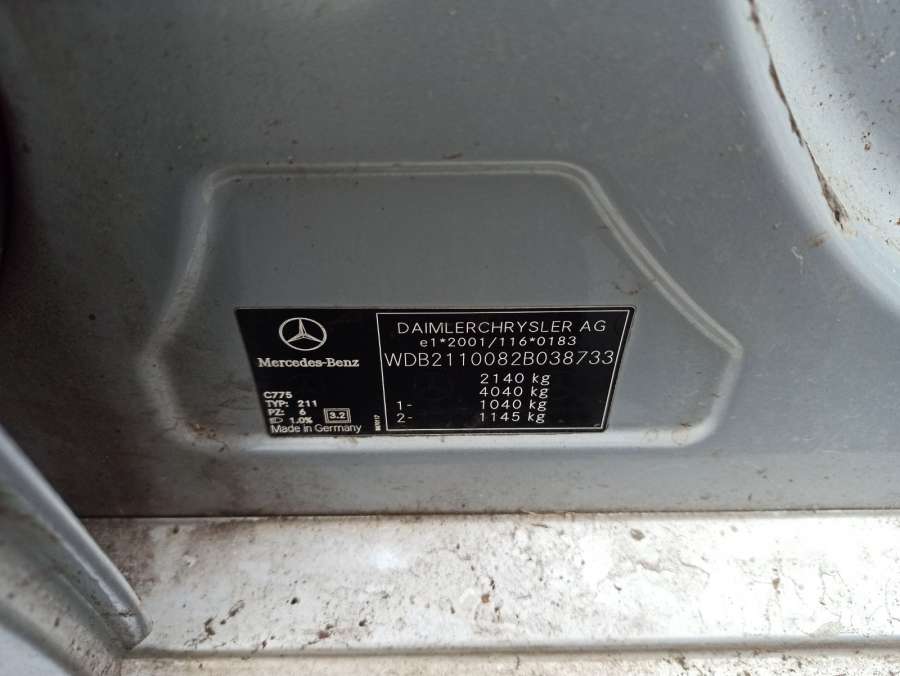 Mercedes-Benz
C775
TYP: 211
PZ: 6
1.0% 3.2
Made in Germany
DAIMLERCHRYSLER AG
e1*2001/116*0183
WDB2110082B038733
2140 kg
4040 kg
1- 1040 kg
2- 1145 kg